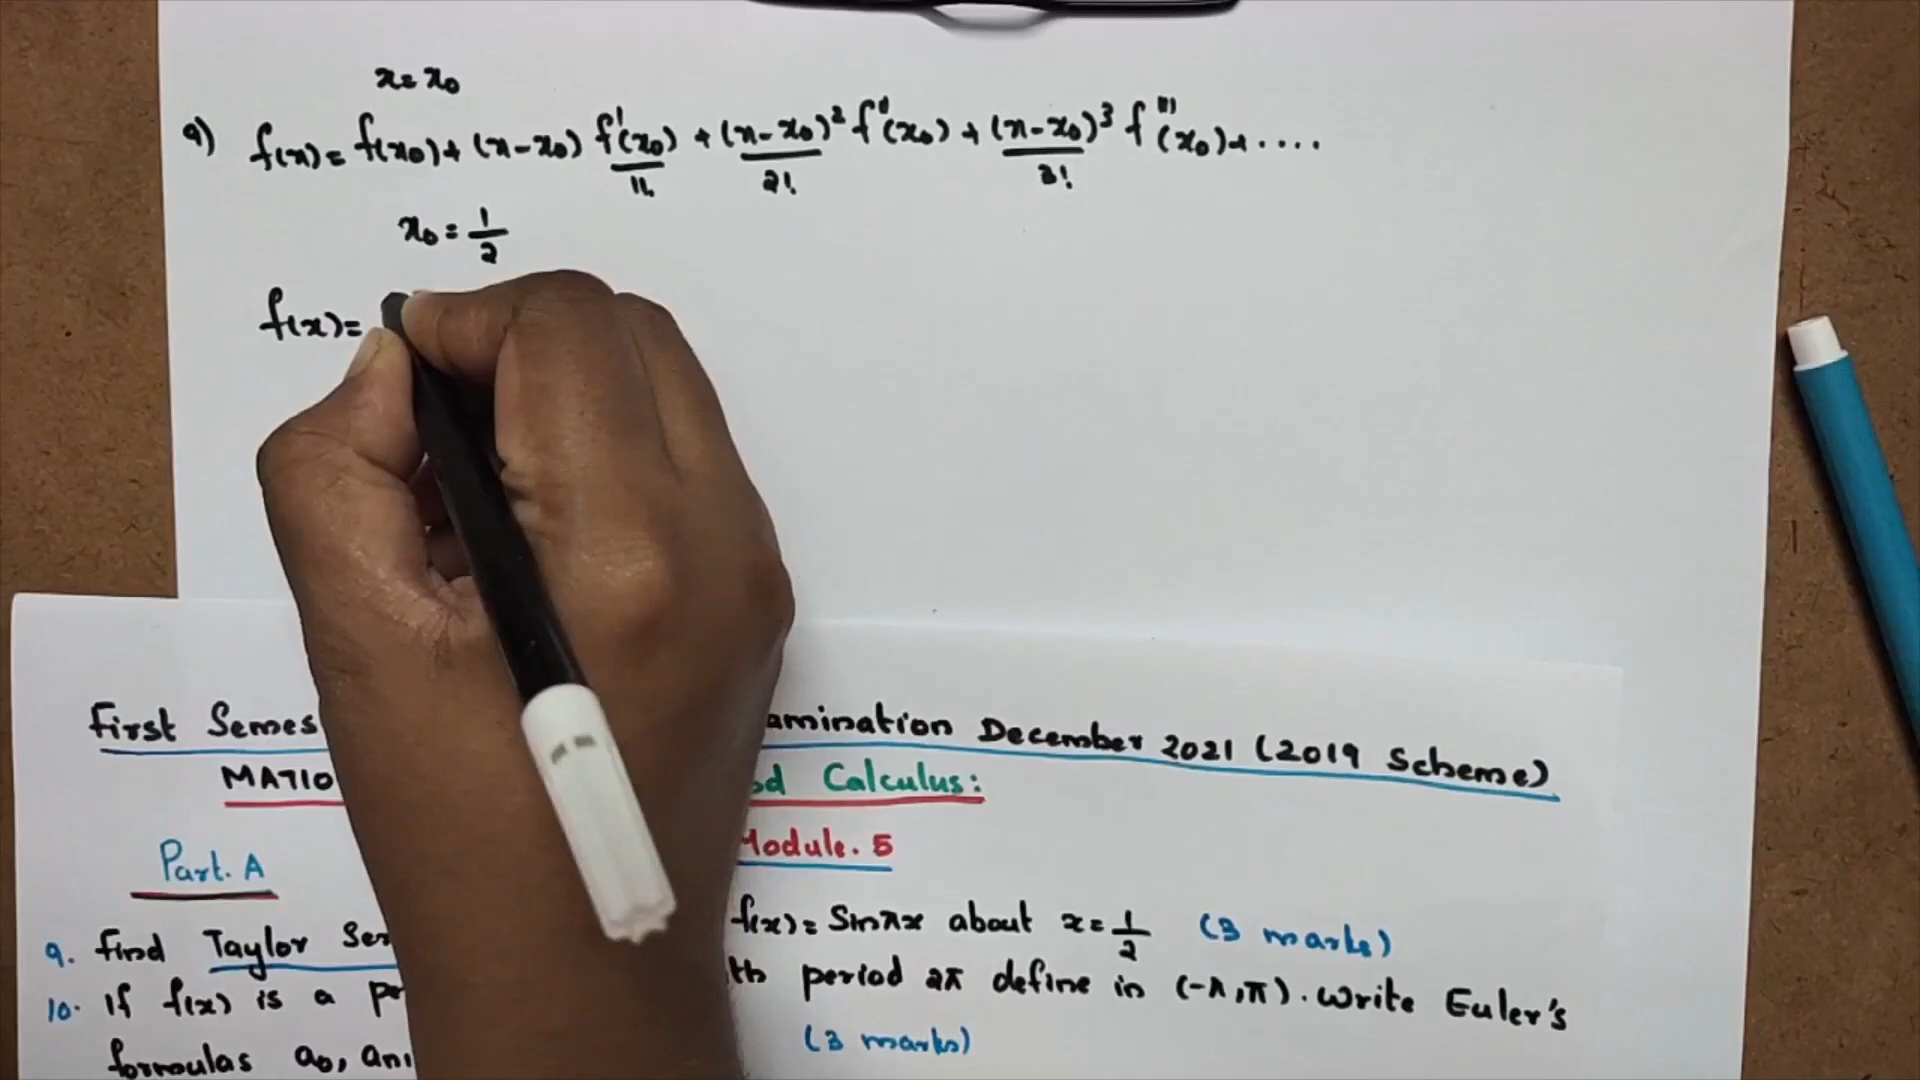 x = x₀
9) f(x) = f(x₀) + (x-x₀) f'(x₀)/1! + (x-x₀)²/2! f''(x₀) + (x-x₀)³/3! f'''(x₀) + ....
x₀ = 1/2
f(x) =
First Semes amination December 2021 (2019 Scheme)
MAT10 Calculus:
Part. A Module. 5
9. Find Taylor Ser f(x) = Sinπx about x = 1/2 (3 marks)
10. If f(x) is a pe th period 2π define in (-π, π). Write Euler's
formulas a₀, an, (3 marks)